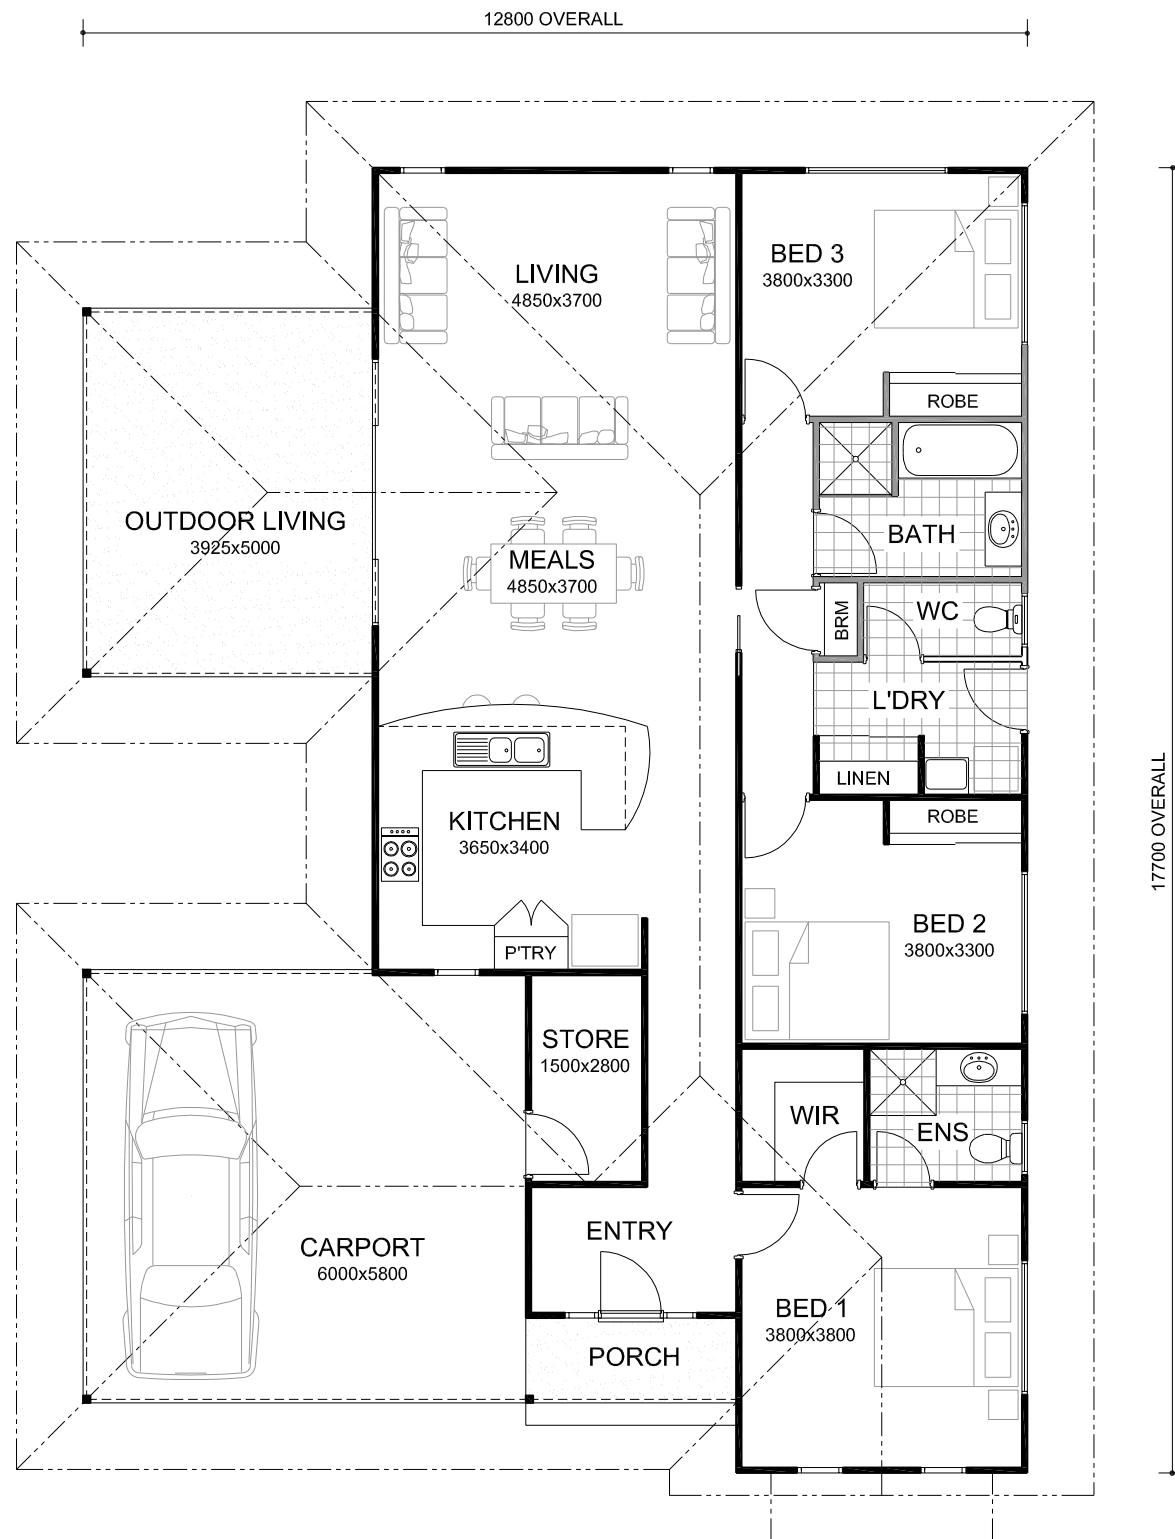 12800 OVERALL
LIVING
4850x3700
BED 3
3800x3300
ROBE
OUTDOOR LIVING
3925x5000
MEALS
4850x3700
BATH
BRM
WC
L'DRY
LINEN
17700 OVERALL
KITCHEN
3650x3400
P'TRY
ROBE
BED 2
3800x3300
STORE
1500x2800
WIR
ENS
CARPORT
6000x5800
ENTRY
PORCH
BED 1
3800x3800